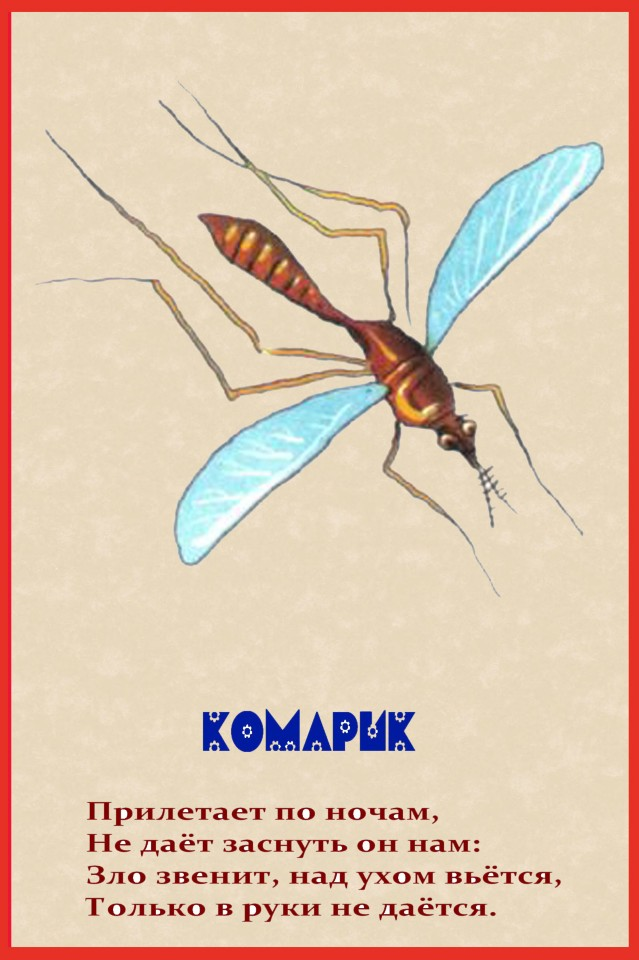 КОМАРИК
Прилетает по ночам,
Не даёт заснуть он нам:
Зло звенит, над ухом вьётся,
Только в руки не даётся.